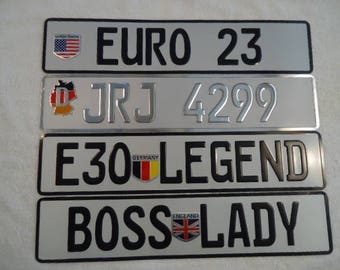 EURO 23
D JRJ 4299
GERMANY
E30 LEGEND
ENGLAND
BOSS LADY